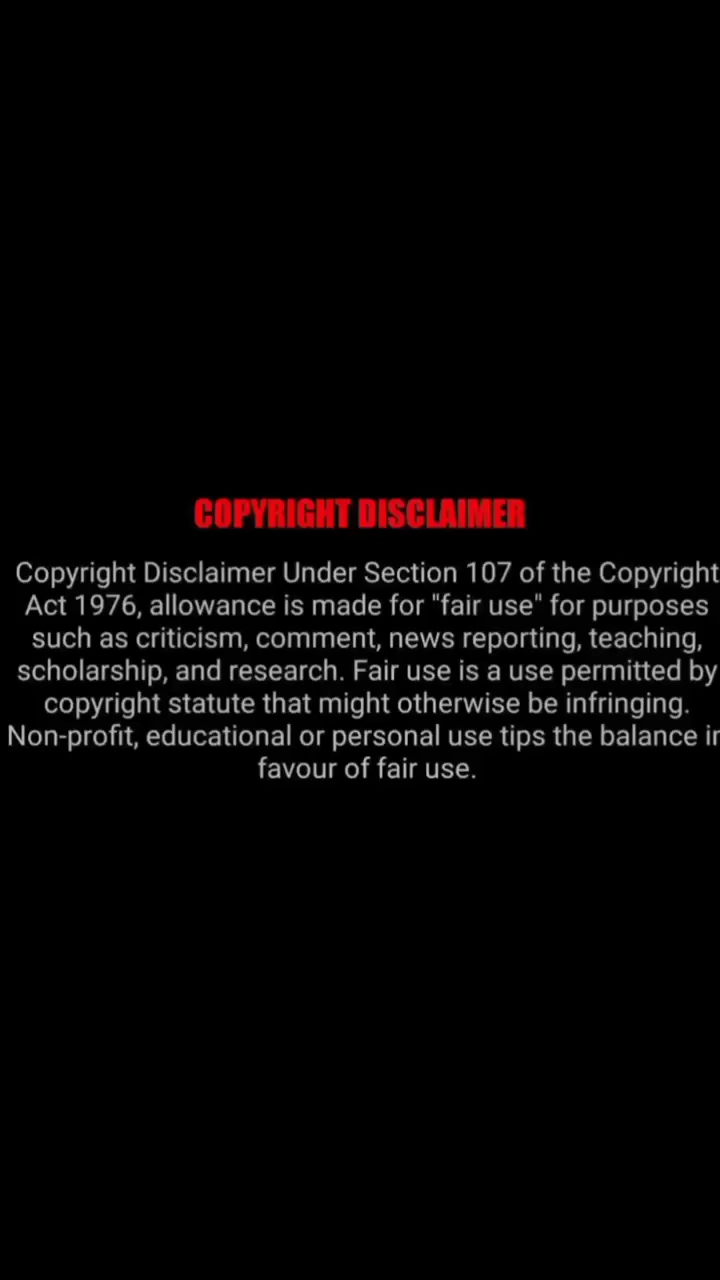 COPYRIGHT DISCLAIMER
Copyright Disclaimer Under Section 107 of the Copyright
Act 1976, allowance is made for "fair use" for purposes
such as criticism, comment, news reporting, teaching,
scholarship, and research. Fair use is a use permitted by
copyright statute that might otherwise be infringing.
Non-profit, educational or personal use tips the balance in
favour of fair use.